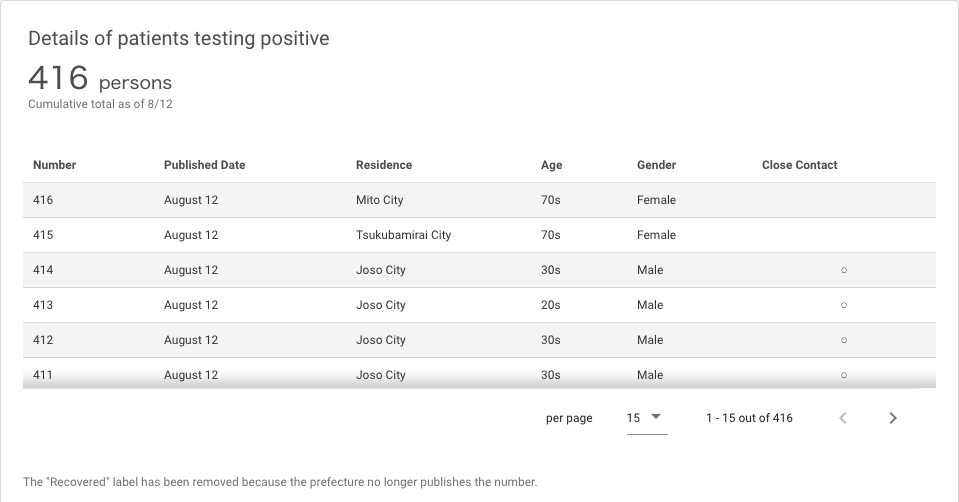 Details of patients testing positive
416 persons
Cumulative total as of 8/12
Number Published Date Residence Age Gender Close Contact
416 August 12 Mito City 70s Female
415 August 12 Tsukubamirai City 70s Female
414 August 12 Joso City 30s Male ○
413 August 12 Joso City 20s Male ○
412 August 12 Joso City 30s Male ○
411 August 12 Joso City 30s Male ○
per page 15 1 - 15 out of 416
The "Recovered" label has been removed because the prefecture no longer publishes the number.